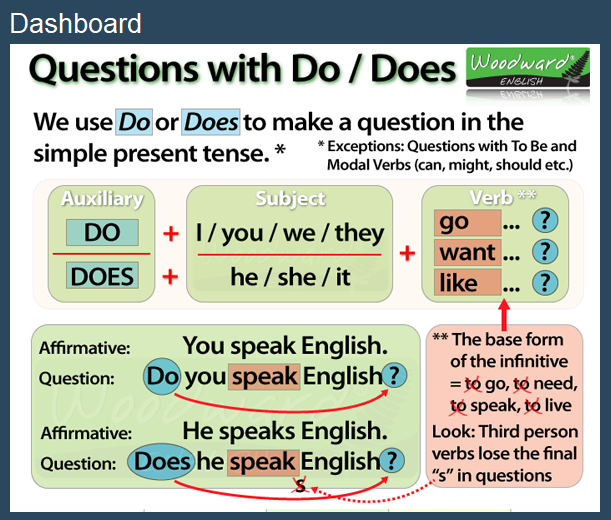 Dashboard
Questions with Do / Does
Woodward®
ENGLISH
We use Do or Does to make a question in the
simple present tense. *
* Exceptions: Questions with To Be and
Modal Verbs (can, might, should etc.)
Auxiliary
Subject
Verb **
DO + I / you / we / they
DOES + he / she / it
+
go ... ?
want ... ?
like ... ?
Affirmative: You speak English.
Question: Do you speak English ?
Affirmative: He speaks English.
Question: Does he speak English ?
s
** The base form
of the infinitive
= to go, to need,
to speak, to live
Look: Third person
verbs lose the final
“s” in questions
Woodward